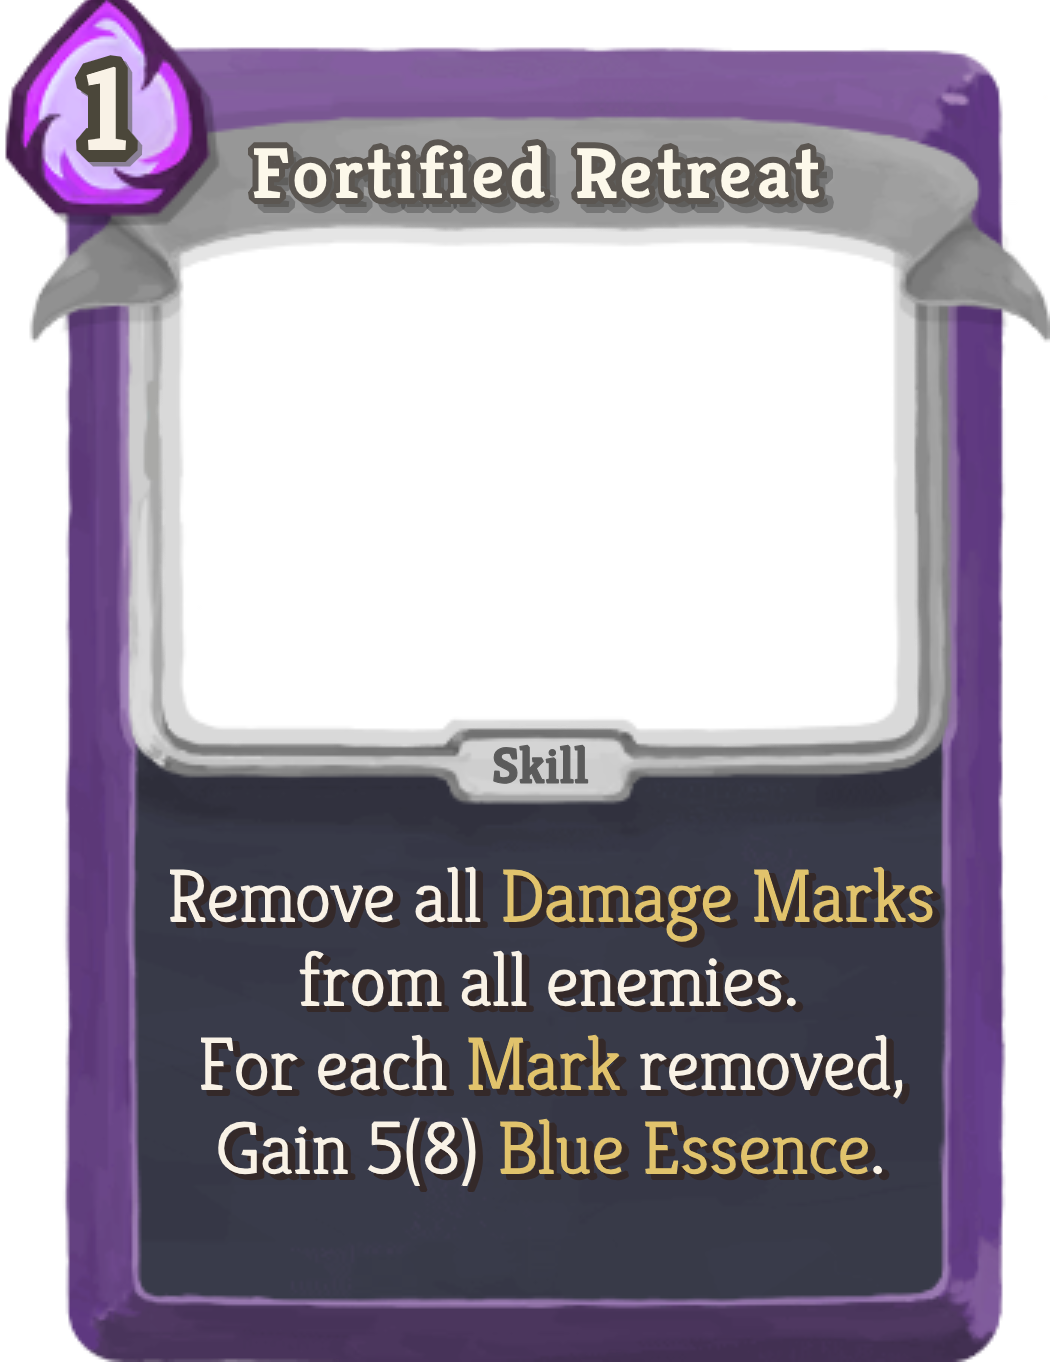 1
Fortified Retreat
Skill
Remove all Damage Marks
from all enemies.
For each Mark removed,
Gain 5(8) Blue Essence.